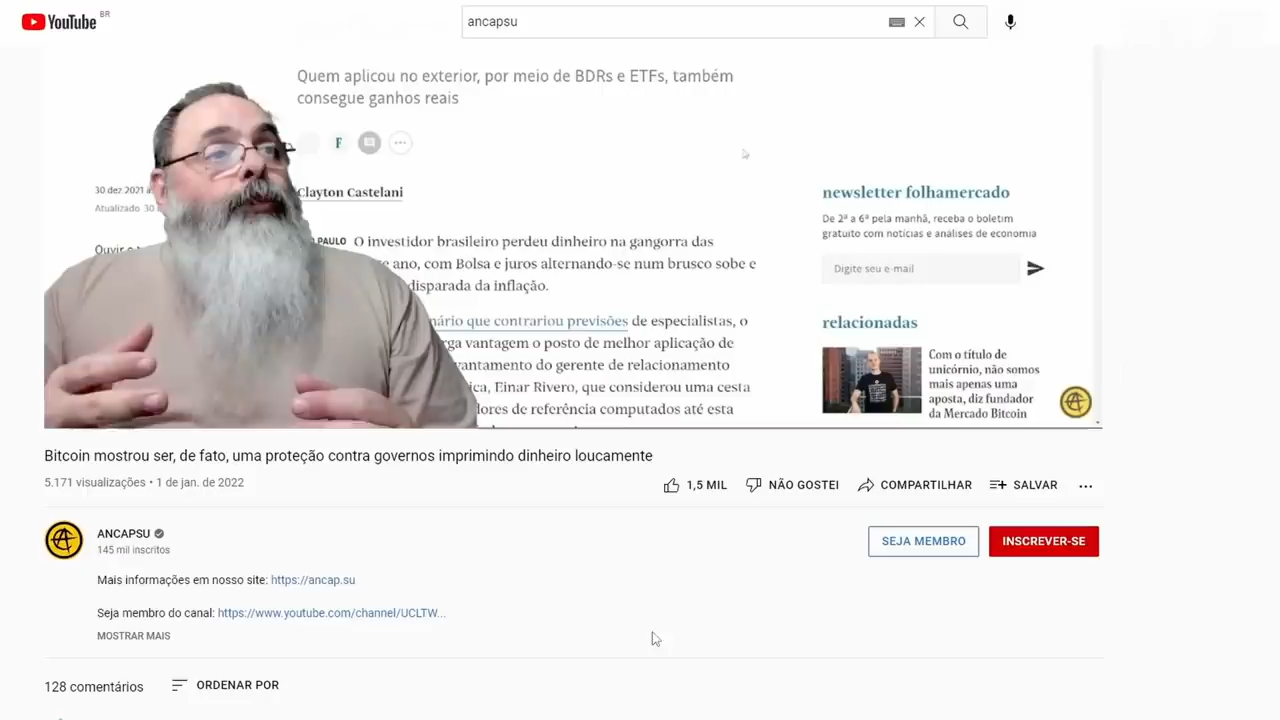 YouTube BR
ancapsu
Quem aplicou no exterior, por meio de BDRs e ETFs, também
consegue ganhos reais
F
30 dez.2021
Atualizado 30
Clayton Castelani
Ouvir o
PAULO O investidor brasileiro perdeu dinheiro na gangorra das
e ano, com Bolsa e juros alternando-se num brusco sobe e
disparada da inflação.
nário que contrariou previsões de especialistas, o
rga vantagem o posto de melhor aplicação de
vantamento do gerente de relacionamento
ica, Einar Rivero, que considerou uma cesta
dores de referência computados até esta
newsletter folhamercado
De 2ª a 6ª pela manhã, receba o boletim
gratuito com notícias e análises de economia
Digite seu e-mail
relacionadas
Com o título de
unicórnio, não somos
mais apenas uma
aposta, diz fundador
da Mercado Bitcoin
Bitcoin mostrou ser, de fato, uma proteção contra governos imprimindo dinheiro loucamente
5.171 visualizações • 1 de jan. de 2022
1,5 MIL
NÃO GOSTEI
COMPARTILHAR
SALVAR
ANCAPSU
145 mil inscritos
SEJA MEMBRO
INSCREVER-SE
Mais informações em nosso site: https://ancap.su
Seja membro do canal: https://www.youtube.com/channel/UCLTW...
MOSTRAR MAIS
128 comentários
ORDENAR POR